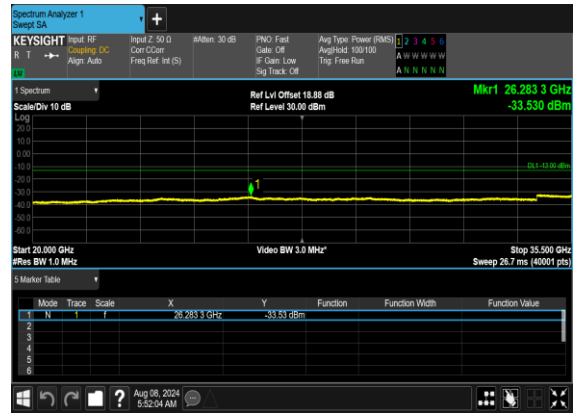 Spectrum Analyzer 1
Swept SA
+
KEYSIGHT
R T
LW
Input: RF
Coupling: DC
Align: Auto
Input Z: 50 Ω
Corr CCorr
Freq Ref: Int (S)
#Atten: 30 dB
PNO: Fast
Gate: Off
IF Gain: Low
Sig Track: Off
Avg Type: Power (RMS)
Avg|Hold: 100/100
Trig: Free Run
1 2 3 4 5 6
A W W W W W
A N N N N N
1 Spectrum
Scale/Div 10 dB
Log
Ref Lvl Offset 18.88 dB
Ref Level 30.00 dBm
Mkr1 26.283 3 GHz
-33.530 dBm
20.0
10.0
0.00
-10.0
DL1 -13.00 dBm
-20.0
1
-30.0
-40.0
-50.0
-60.0
Start 20.000 GHz
#Res BW 1.0 MHz
Video BW 3.0 MHz*
Stop 35.500 GHz
Sweep 26.7 ms (40001 pts)
5 Marker Table
Mode Trace Scale X Y Function Function Width Function Value
1 N 1 f 26.283 3 GHz -33.53 dBm
2
3
4
5
6
?
Aug 08, 2024
5:52:04 AM